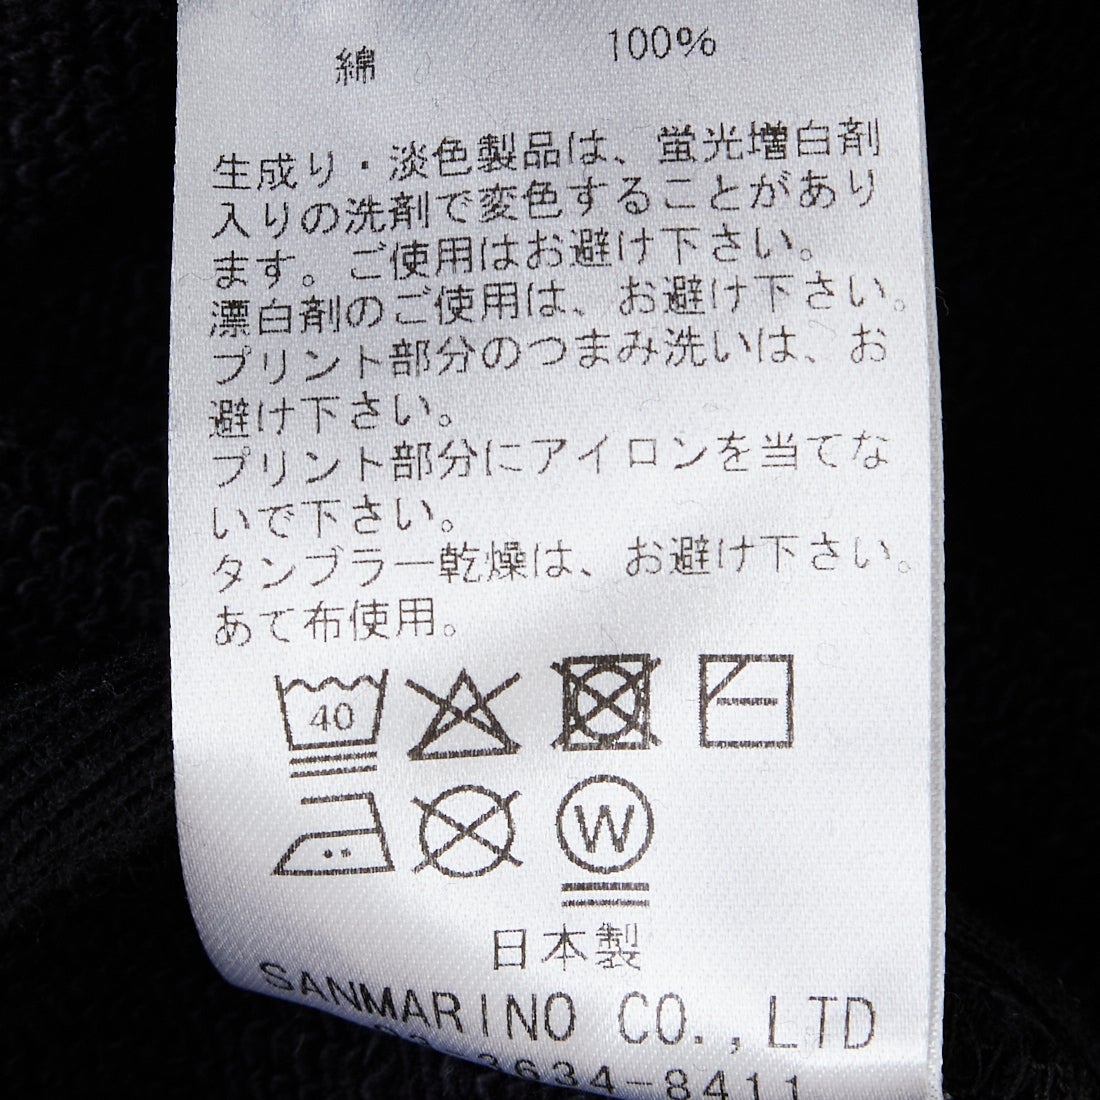 綿 100%
生成り・淡色製品は、蛍光増白剤
入りの洗剤で変色することがあり
ます。ご使用はお避け下さい。
漂白剤のご使用は、お避け下さい。
プリント部分のつまみ洗いは、お
避け下さい。
プリント部分にアイロンを当てな
いで下さい。
タンブラー乾燥は、お避け下さい。
あて布使用。
40
W
日本製
SANMARINO CO.,LTD
3634-8411